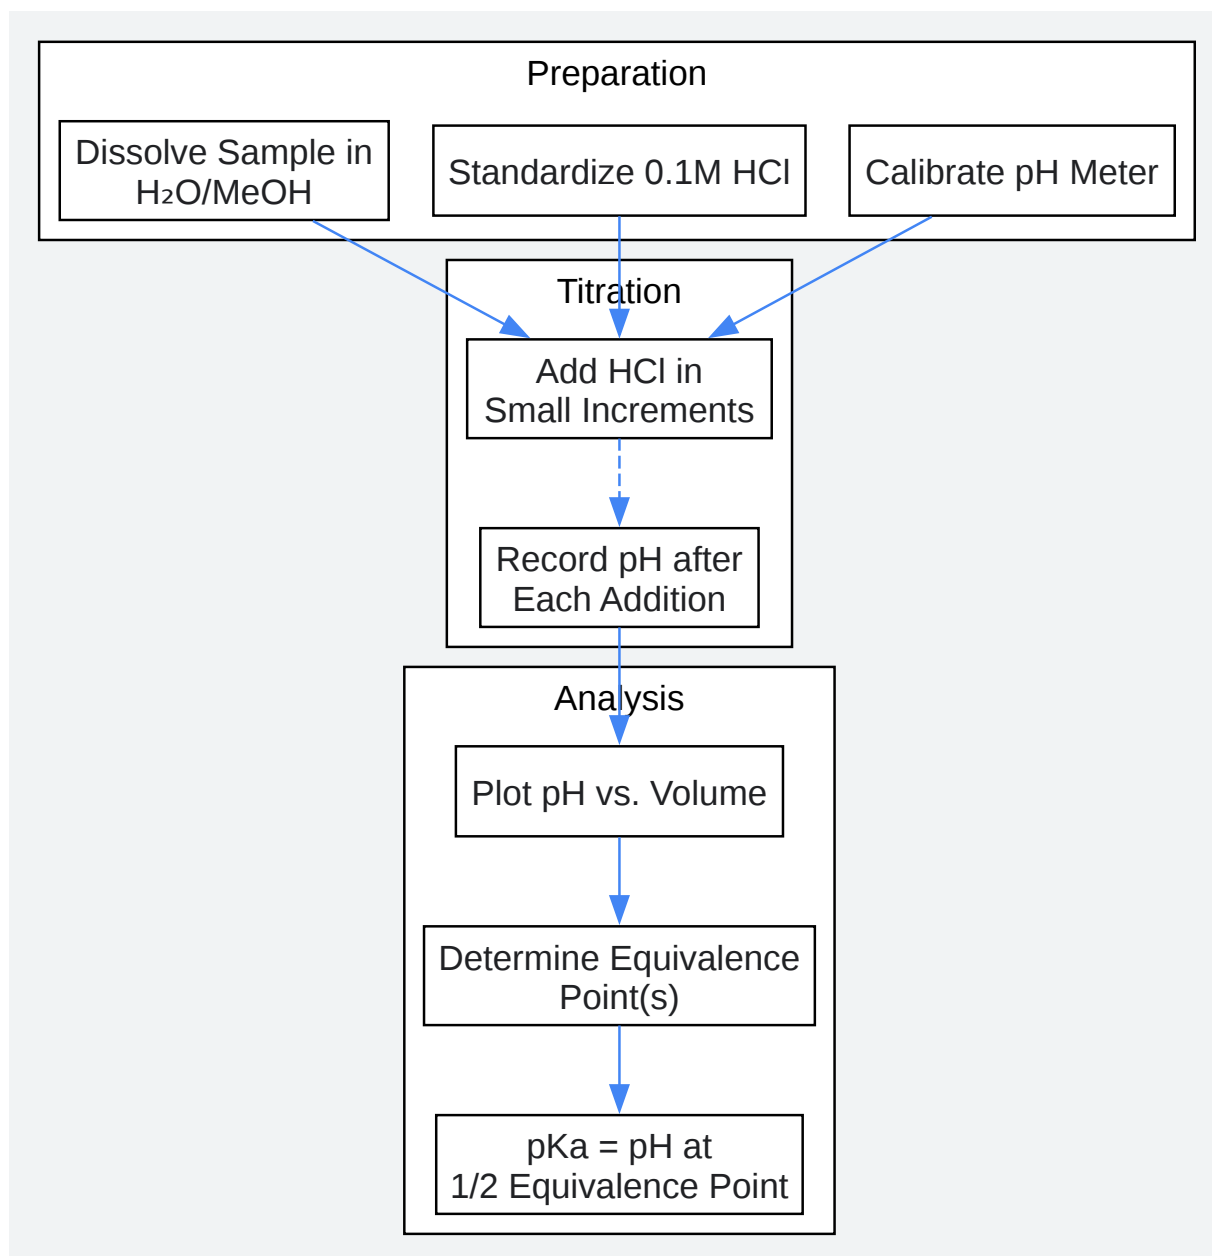 Preparation
Dissolve Sample in
H₂O/MeOH
Standardize 0.1M HCl
Calibrate pH Meter
Titration
Add HCl in
Small Increments
Record pH after
Each Addition
Analysis
Plot pH vs. Volume
Determine Equivalence
Point(s)
pKa = pH at
1/2 Equivalence Point